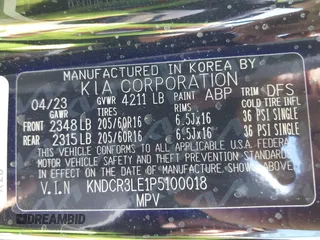 MANUFACTURED IN KOREA BY
KIA CORPORATION
04/23 GVWR 4211 LB PAINT ABP TRIM DFS
GAWR TIRES RIMS COLD TIRE INFL.
FRONT 2348 LB 205/60R16 6.5Jx16 36 PSI SINGLE
REAR 2315 LB 205/60R16 6.5Jx16 36 PSI SINGLE
THIS VEHICLE CONFORMS TO ALL APPLICABLE
FEDERAL MOTOR VEHICLE SAFETY AND THEFT PREVENTION STANDARDS
IN EFFECT ON THE DATE OF MANUFACTURE SHOWN ABOVE.
V.I.N KNDCR3LE1P5100018
MPV
DREAMBID